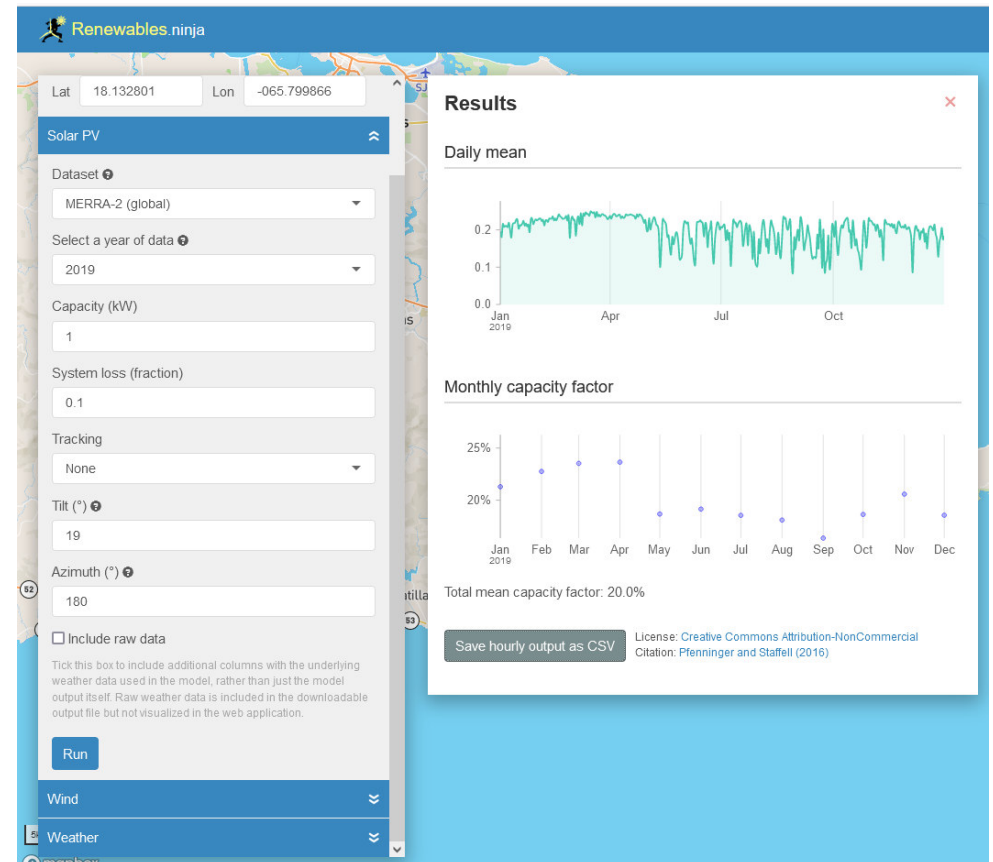 Renewables.ninja
Lat 18.132801 Lon -065.799866
Solar PV
Dataset
MERRA-2 (global)
Select a year of data
2019
Capacity (kW)
1
System loss (fraction)
0.1
Tracking
None
Tilt (°)
19
Azimuth (°)
180
Include raw data
Tick this box to include additional columns with the underlying
weather data used in the model, rather than just the model
output itself. Raw weather data is included in the downloadable
output file but not visualized in the web application.
Run
Wind
Weather
SJ
52
53
Results
×
Daily mean
0.2
0.1
0.0
Jan Apr Jul Oct
2019
Monthly capacity factor
25%
20%
Jan Feb Mar Apr May Jun Jul Aug Sep Oct Nov Dec
2019
Total mean capacity factor: 20.0%
Save hourly output as CSV
License: Creative Commons Attribution-NonCommercial
Citation: Pfenninger and Staffell (2016)